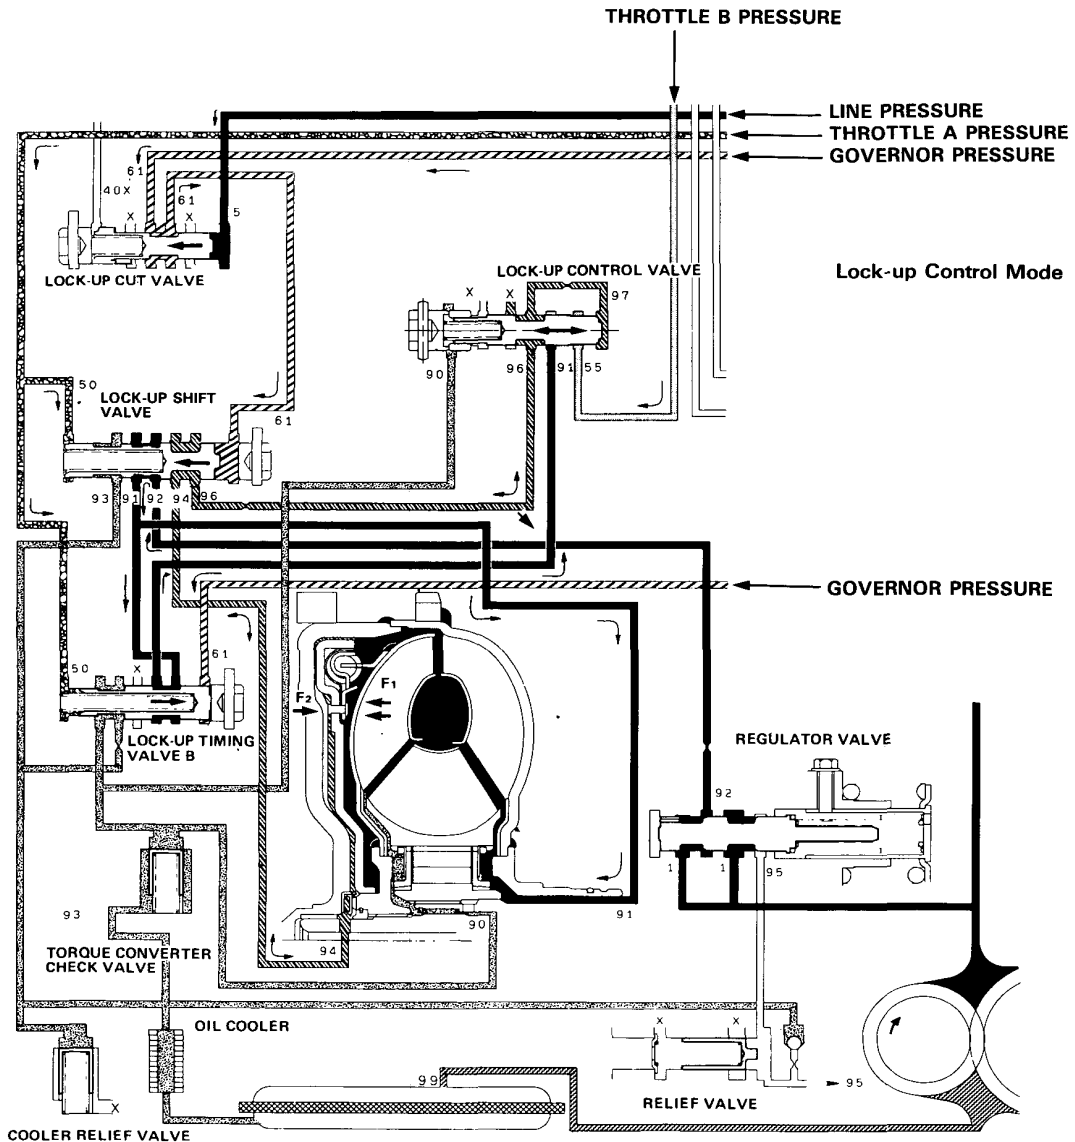 THROTTLE B PRESSURE
LINE PRESSURE
THROTTLE A PRESSURE
GOVERNOR PRESSURE
61
40X
61
5
X
X
LOCK-UP CUT VALVE
LOCK-UP CONTROL VALVE
Lock-up Control Mode
X
X
97
90
96
91
55
50
LOCK-UP SHIFT
VALVE
61
93
91
92
94
96
GOVERNOR PRESSURE
50
X
61
F2
F1
LOCK-UP TIMING
VALVE B
REGULATOR VALVE
92
1
1
95
93
90
91
94
TORQUE CONVERTER
CHECK VALVE
OIL COOLER
X
X
99
95
RELIEF VALVE
X
COOLER RELIEF VALVE